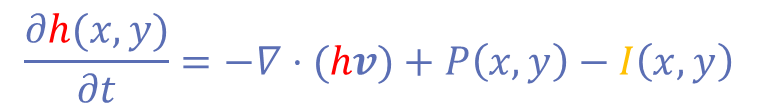 ∂h(x, y)/∂t = −∇ · (hv) + P(x, y) − I(x, y)